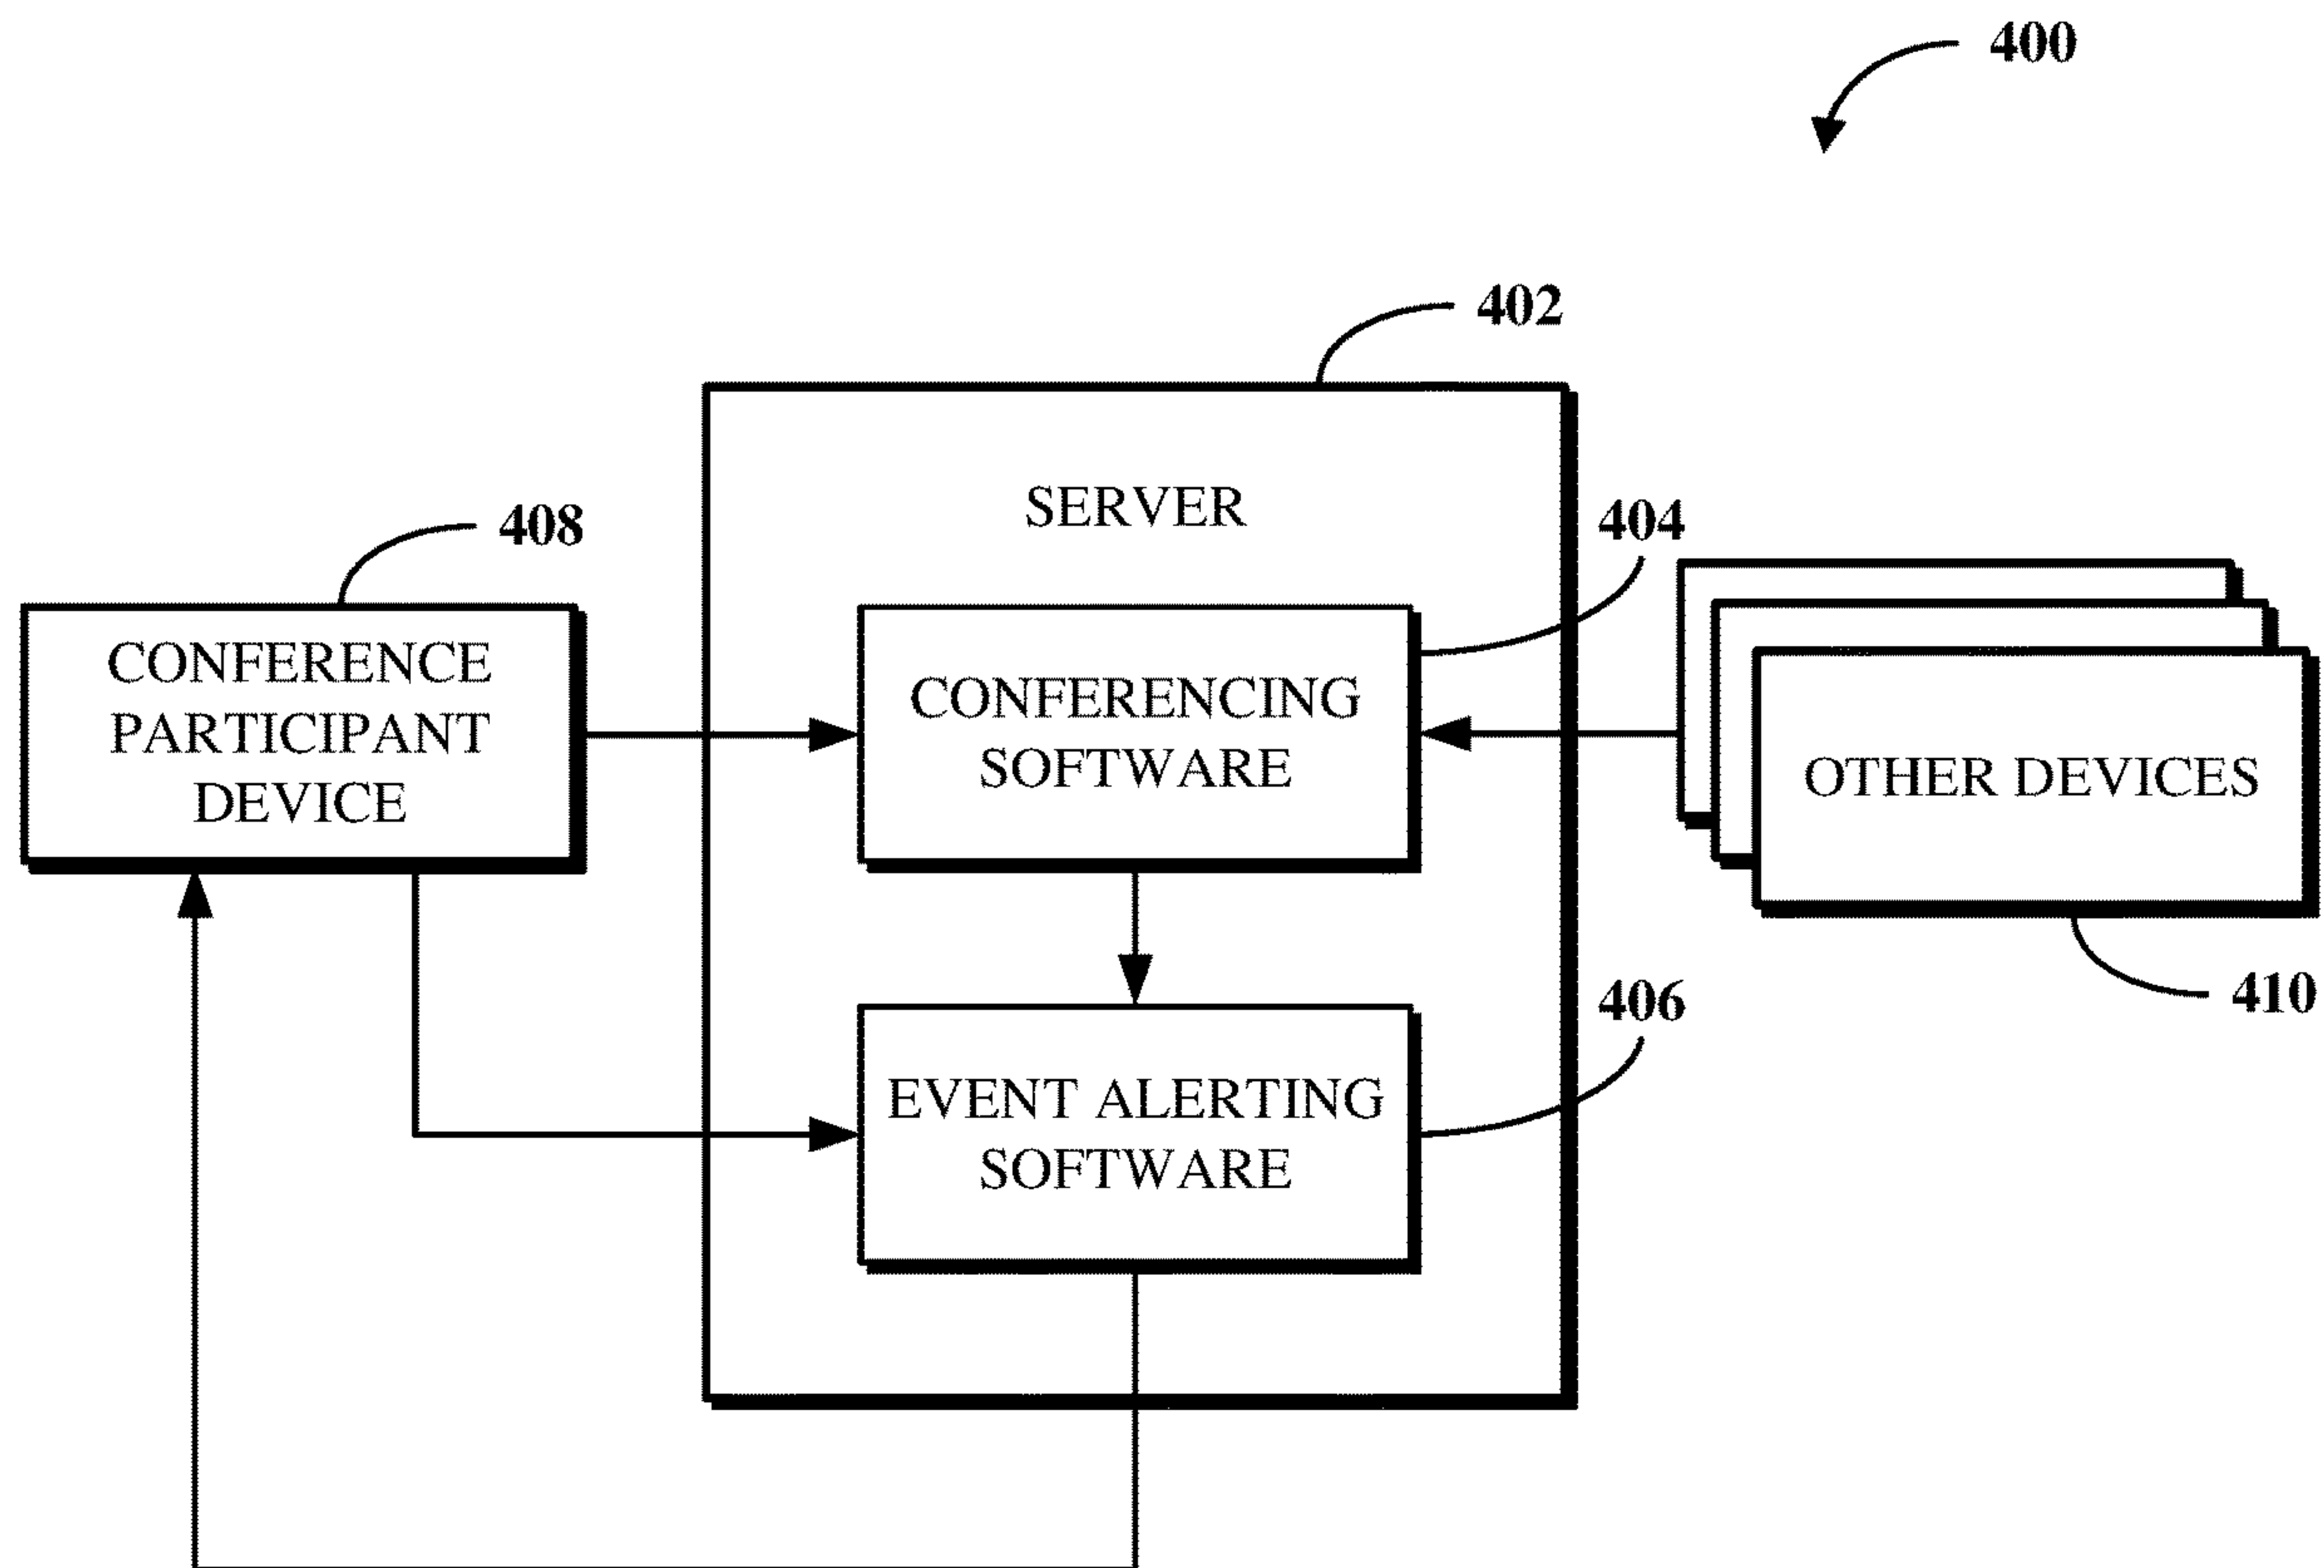 400
402
SERVER
408
404
CONFERENCE
PARTICIPANT
DEVICE
CONFERENCING
SOFTWARE
OTHER DEVICES
410
406
EVENT ALERTING
SOFTWARE